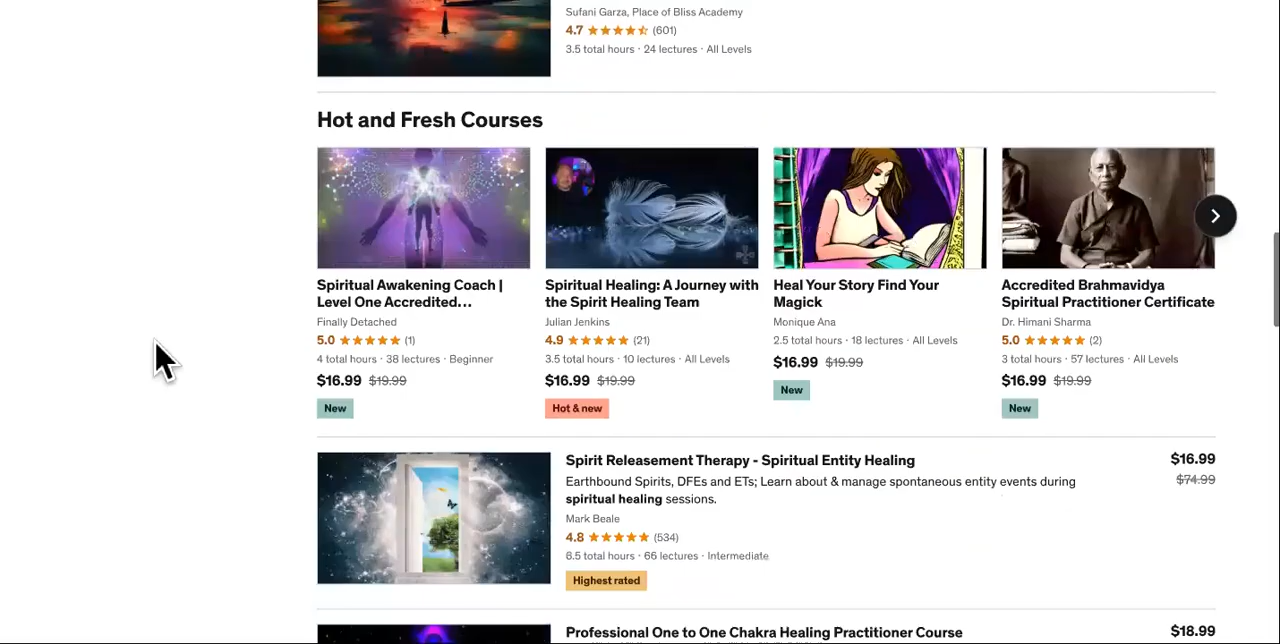 Sufani Garza, Place of Bliss Academy
4.7 (601)
3.5 total hours · 24 lectures · All Levels
Hot and Fresh Courses
Spiritual Awakening Coach |
Level One Accredited…
Finally Detached
5.0 (1)
4 total hours · 38 lectures · Beginner
$16.99 $19.99
New
Spiritual Healing: A Journey with
the Spirit Healing Team
Julian Jenkins
4.9 (21)
3.5 total hours · 10 lectures · All Levels
$16.99 $19.99
Hot & new
Heal Your Story Find Your
Magick
Monique Ana
2.5 total hours · 18 lectures · All Levels
$16.99 $19.99
New
Accredited Brahmavidya
Spiritual Practitioner Certificate
Dr. Himani Sharma
5.0 (2)
3 total hours · 57 lectures · All Levels
$16.99 $19.99
New
Spirit Releasement Therapy - Spiritual Entity Healing
$16.99
Earthbound Spirits, DFEs and ETs; Learn about & manage spontaneous entity events during
$74.99
spiritual healing sessions.
Mark Beale
4.8 (534)
6.5 total hours · 66 lectures · Intermediate
Highest rated
Professional One to One Chakra Healing Practitioner Course
$18.99